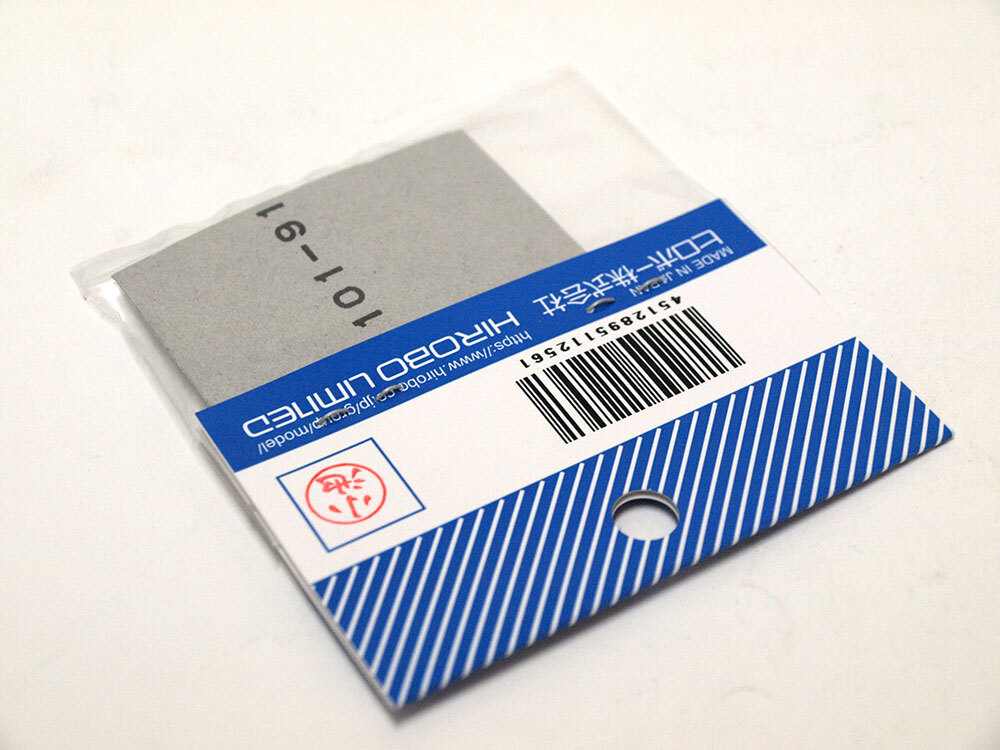 101-91
MADE IN JAPAN
ヒロボー株式会社 HIROBO LIMITED
https://www.hirobo.co.jp/group/model/
4512895112561